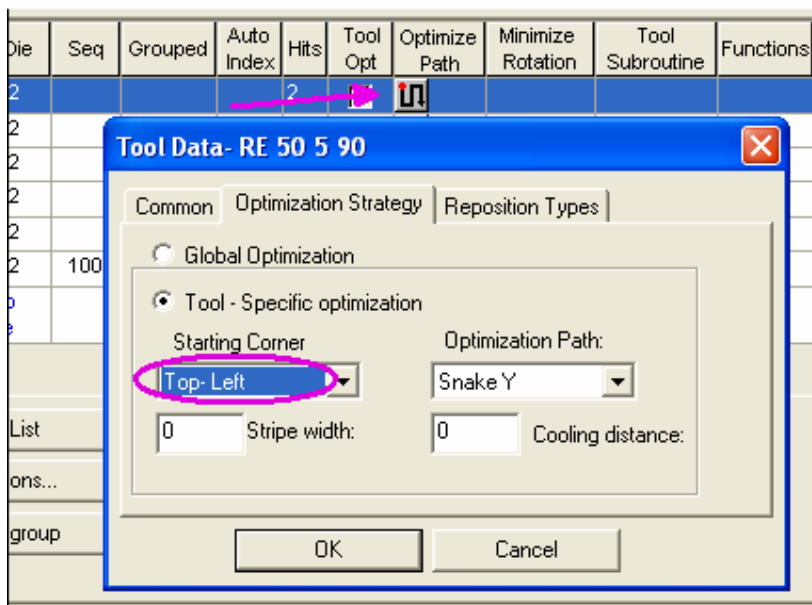 Die Seq Grouped Auto Index Hits Tool Opt Optimize Path Minimize Rotation Tool Subroutine Functions
2 2
2
2
2
2
2 100
Tool Data- RE 50 5 90
Common Optimization Strategy Reposition Types
Global Optimization
Tool - Specific optimization
Starting Corner Optimization Path:
Top- Left Snake Y
0 Stripe width: 0 Cooling distance:
List
ons...
group
OK Cancel